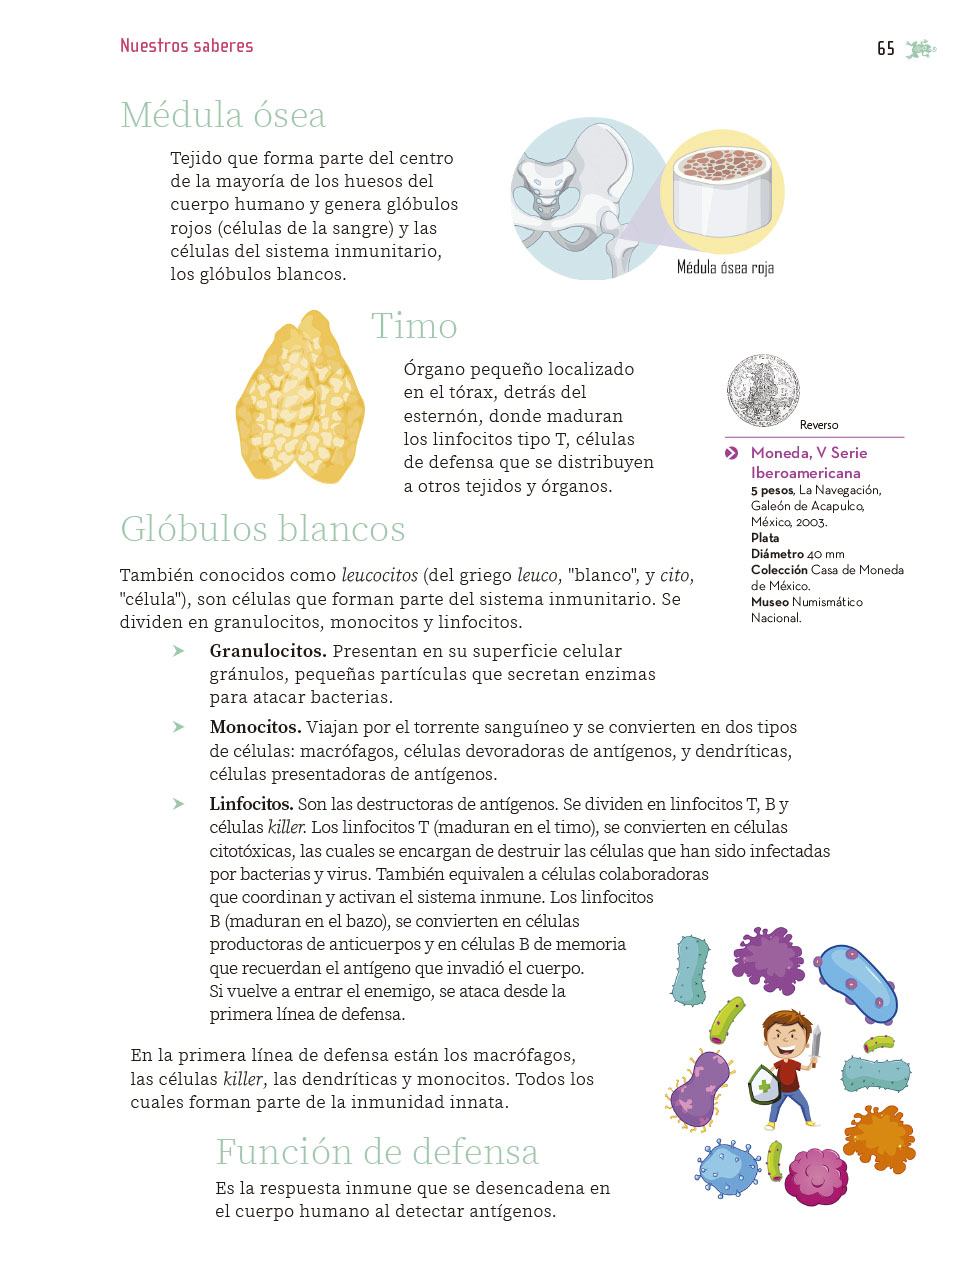 Nuestros saberes
65
Médula ósea
Tejido que forma parte del centro
de la mayoría de los huesos del
cuerpo humano y genera glóbulos
rojos (células de la sangre) y las
células del sistema inmunitario,
los glóbulos blancos.
Médula ósea roja
Timo
Órgano pequeño localizado
en el tórax, detrás del
esternón, donde maduran
los linfocitos tipo T, células
de defensa que se distribuyen
a otros tejidos y órganos.
Reverso
Moneda, V Serie
Iberoamericana
5 pesos, La Navegación,
Galeón de Acapulco,
México, 2003.
Plata
Diámetro 40 mm
Colección Casa de Moneda
de México.
Museo Numismático
Nacional.
Glóbulos blancos
También conocidos como leucocitos (del griego leuco, "blanco", y cito,
"célula"), son células que forman parte del sistema inmunitario. Se
dividen en granulocitos, monocitos y linfocitos.
Granulocitos. Presentan en su superficie celular
gránulos, pequeñas partículas que secretan enzimas
para atacar bacterias.
Monocitos. Viajan por el torrente sanguíneo y se convierten en dos tipos
de células: macrófagos, células devoradoras de antígenos, y dendríticas,
células presentadoras de antígenos.
Linfocitos. Son las destructoras de antígenos. Se dividen en linfocitos T, B y
células killer. Los linfocitos T (maduran en el timo), se convierten en células
citotóxicas, las cuales se encargan de destruir las células que han sido infectadas
por bacterias y virus. También equivalen a células colaboradoras
que coordinan y activan el sistema inmune. Los linfocitos
B (maduran en el bazo), se convierten en células
productoras de anticuerpos y en células B de memoria
que recuerdan el antígeno que invadió el cuerpo.
Si vuelve a entrar el enemigo, se ataca desde la
primera línea de defensa.
En la primera línea de defensa están los macrófagos,
las células killer, las dendríticas y monocitos. Todos los
cuales forman parte de la inmunidad innata.
Función de defensa
Es la respuesta inmune que se desencadena en
el cuerpo humano al detectar antígenos.